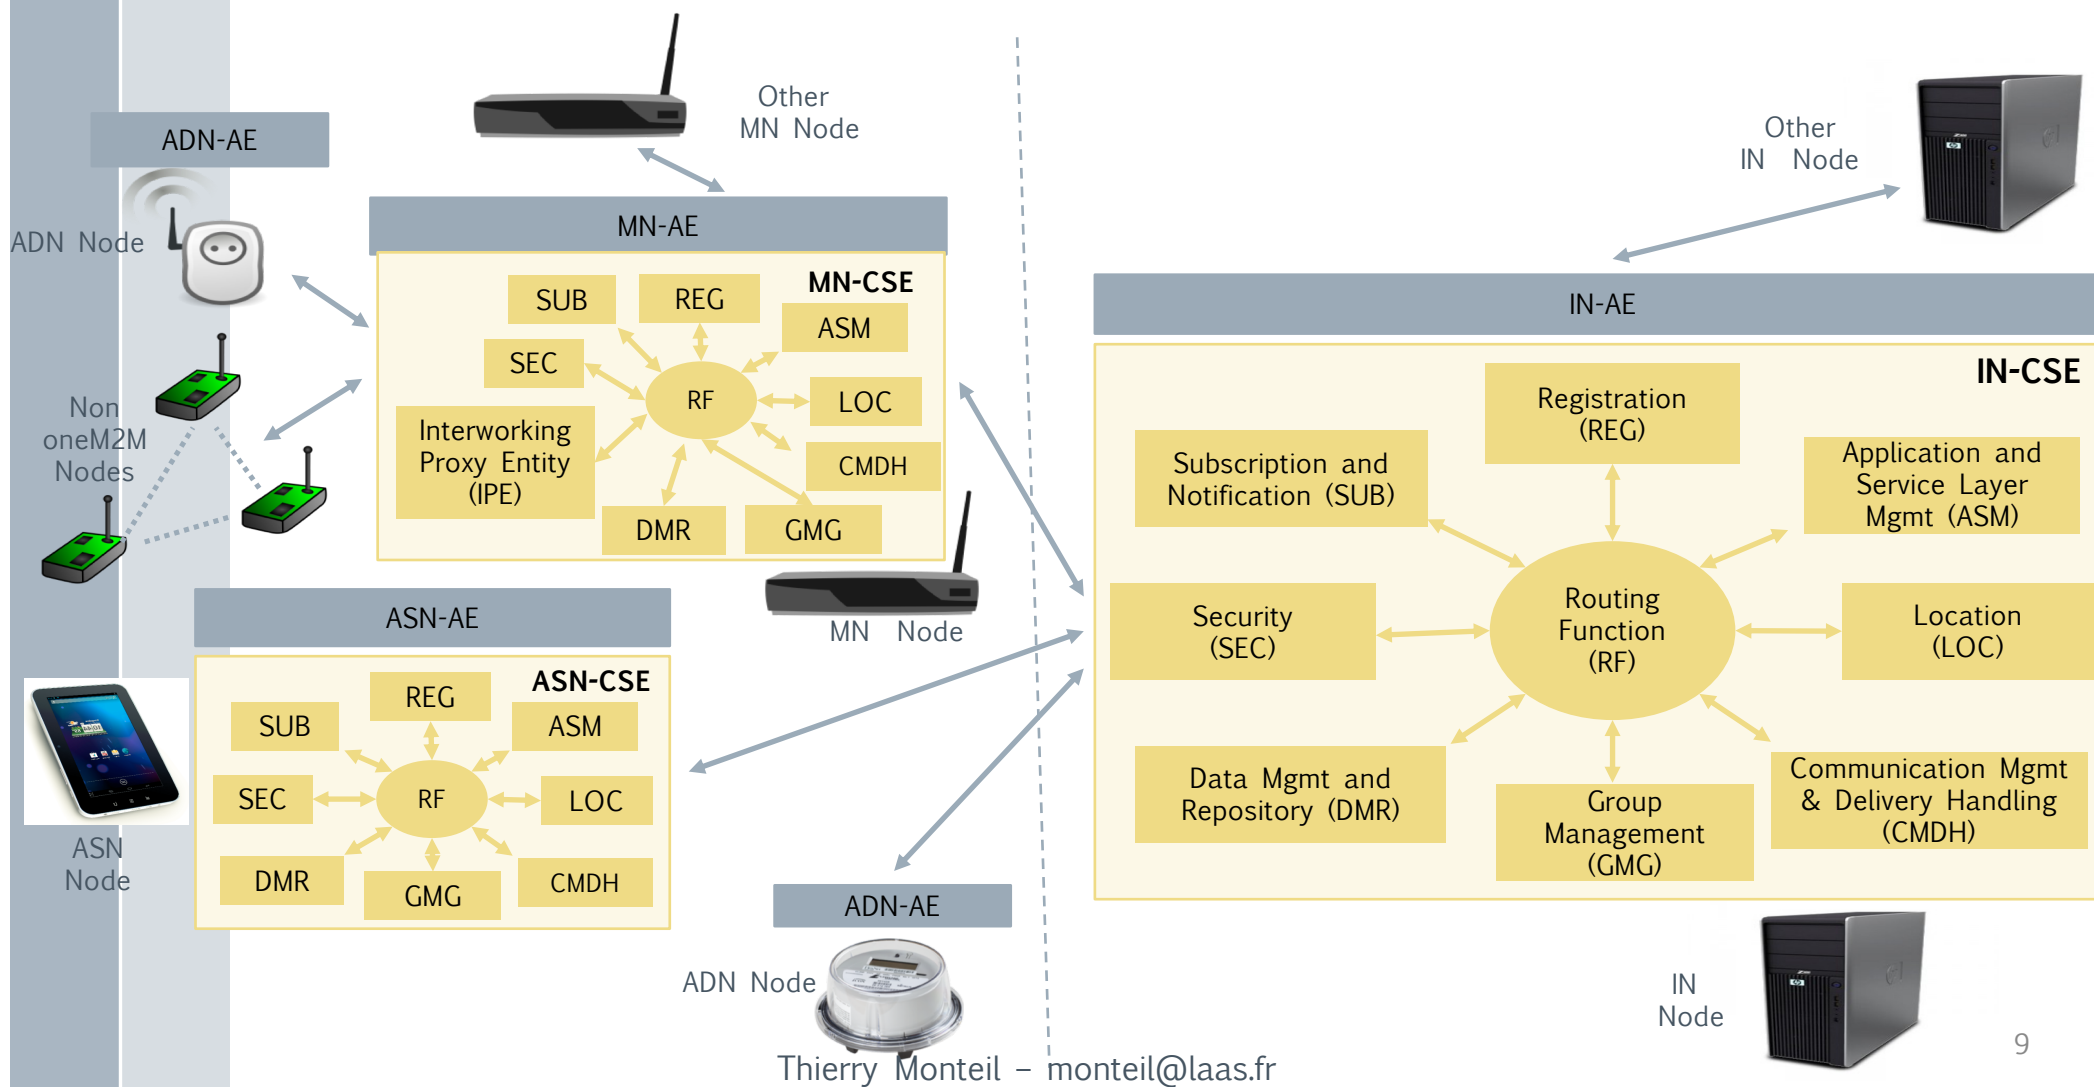 Other
MN Node
ADN-AE
ADN Node
Non
oneM2M
Nodes
MN-AE
MN-CSE
SUB
REG
ASM
SEC
RF
LOC
Interworking
Proxy Entity
(IPE)
CMDH
DMR
GMG
MN Node
ASN-AE
ASN-CSE
REG
SUB
ASM
SEC
RF
LOC
DMR
GMG
CMDH
ASN
Node
ADN-AE
ADN Node
Other
IN Node
IN-AE
IN-CSE
Registration
(REG)
Subscription and
Notification (SUB)
Application and
Service Layer
Mgmt (ASM)
Security
(SEC)
Routing
Function
(RF)
Location
(LOC)
Data Mgmt and
Repository (DMR)
Group
Management
(GMG)
Communication Mgmt
& Delivery Handling
(CMDH)
IN
Node
Thierry Monteil – monteil@laas.fr
9